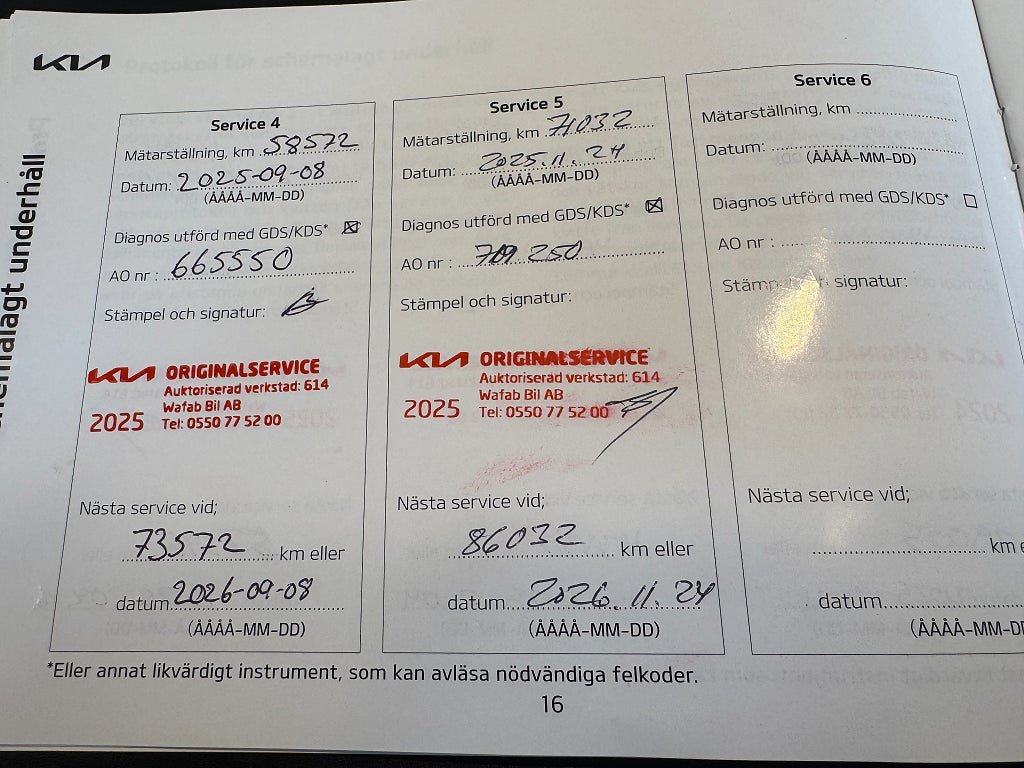 KIA
schemalagt underhåll
Service 4
Mätarställning, km 58572
Datum: 2025-09-08
(ÅÅÅÅ-MM-DD)
Diagnos utförd med GDS/KDS* ☒
AO nr : 665550
Stämpel och signatur:
KIA ORIGINALSERVICE
Auktoriserad verkstad: 614
Wafab Bil AB
2025 Tel: 0550 77 52 00
Nästa service vid;
73572 km eller
datum 2026-09-08
(ÅÅÅÅ-MM-DD)
Service 5
Mätarställning, km 71032
Datum: 2025.11.24
(ÅÅÅÅ-MM-DD)
Diagnos utförd med GDS/KDS* ☒
AO nr : 250
Stämpel och signatur:
KIA ORIGINALSERVICE
Auktoriserad verkstad: 614
Wafab Bil AB
2025 Tel: 0550 77 52 00
Nästa service vid;
86032 km eller
datum 2026.11.24
(ÅÅÅÅ-MM-DD)
Service 6
Mätarställning, km
Datum:
(ÅÅÅÅ-MM-DD)
Diagnos utförd med GDS/KDS* ☐
AO nr :
Stämpel och signatur:
Nästa service vid;
km
datum
(ÅÅÅÅ-MM-DD
*Eller annat likvärdigt instrument, som kan avläsa nödvändiga felkoder.
16